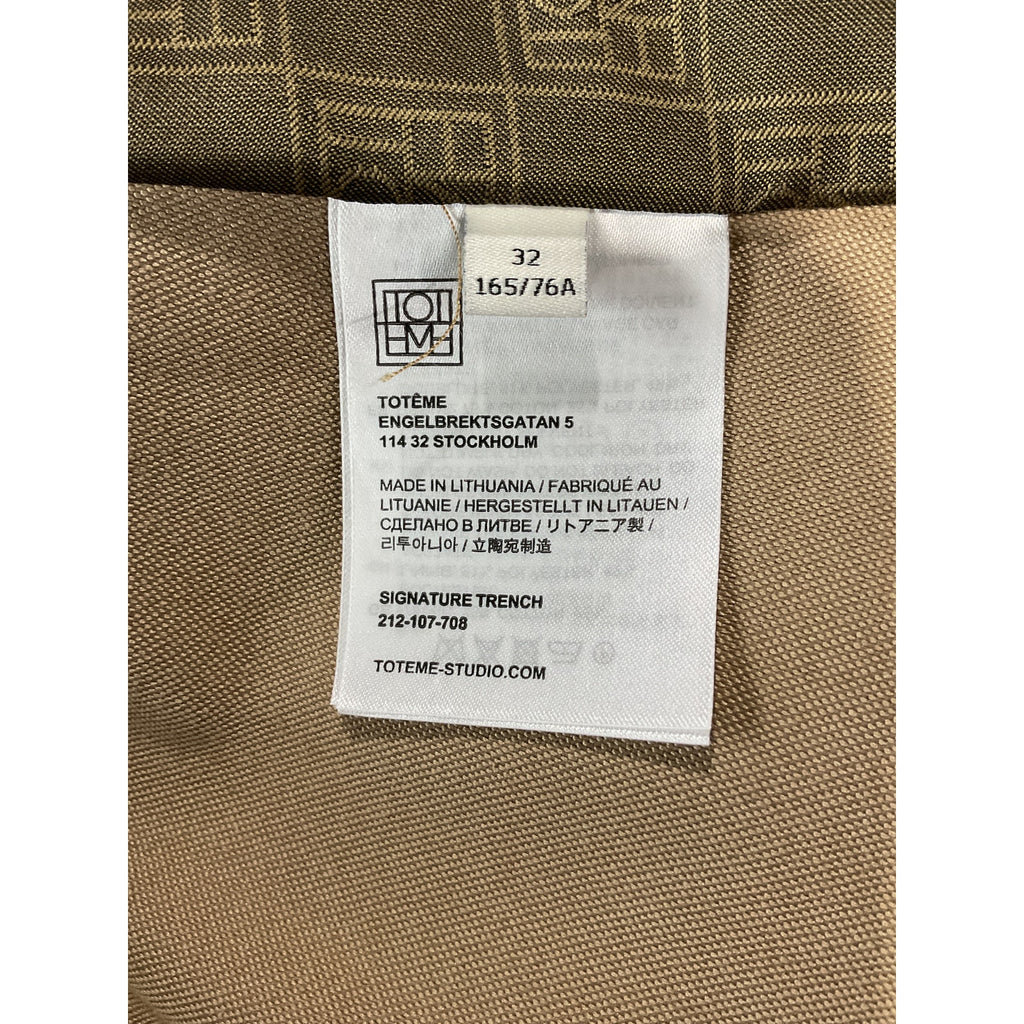 32
165/76A
TOT
EME
TOTÊME
ENGELBREKTSGATAN 5
114 32 STOCKHOLM
MADE IN LITHUANIA / FABRIQUÉ AU
LITUANIE / HERGESTELLT IN LITAUEN /
СДЕЛАНО В ЛИТВЕ / リトアニア製 /
리투아니아 / 立陶宛制造
SIGNATURE TRENCH
212-107-708
TOTEME-STUDIO.COM